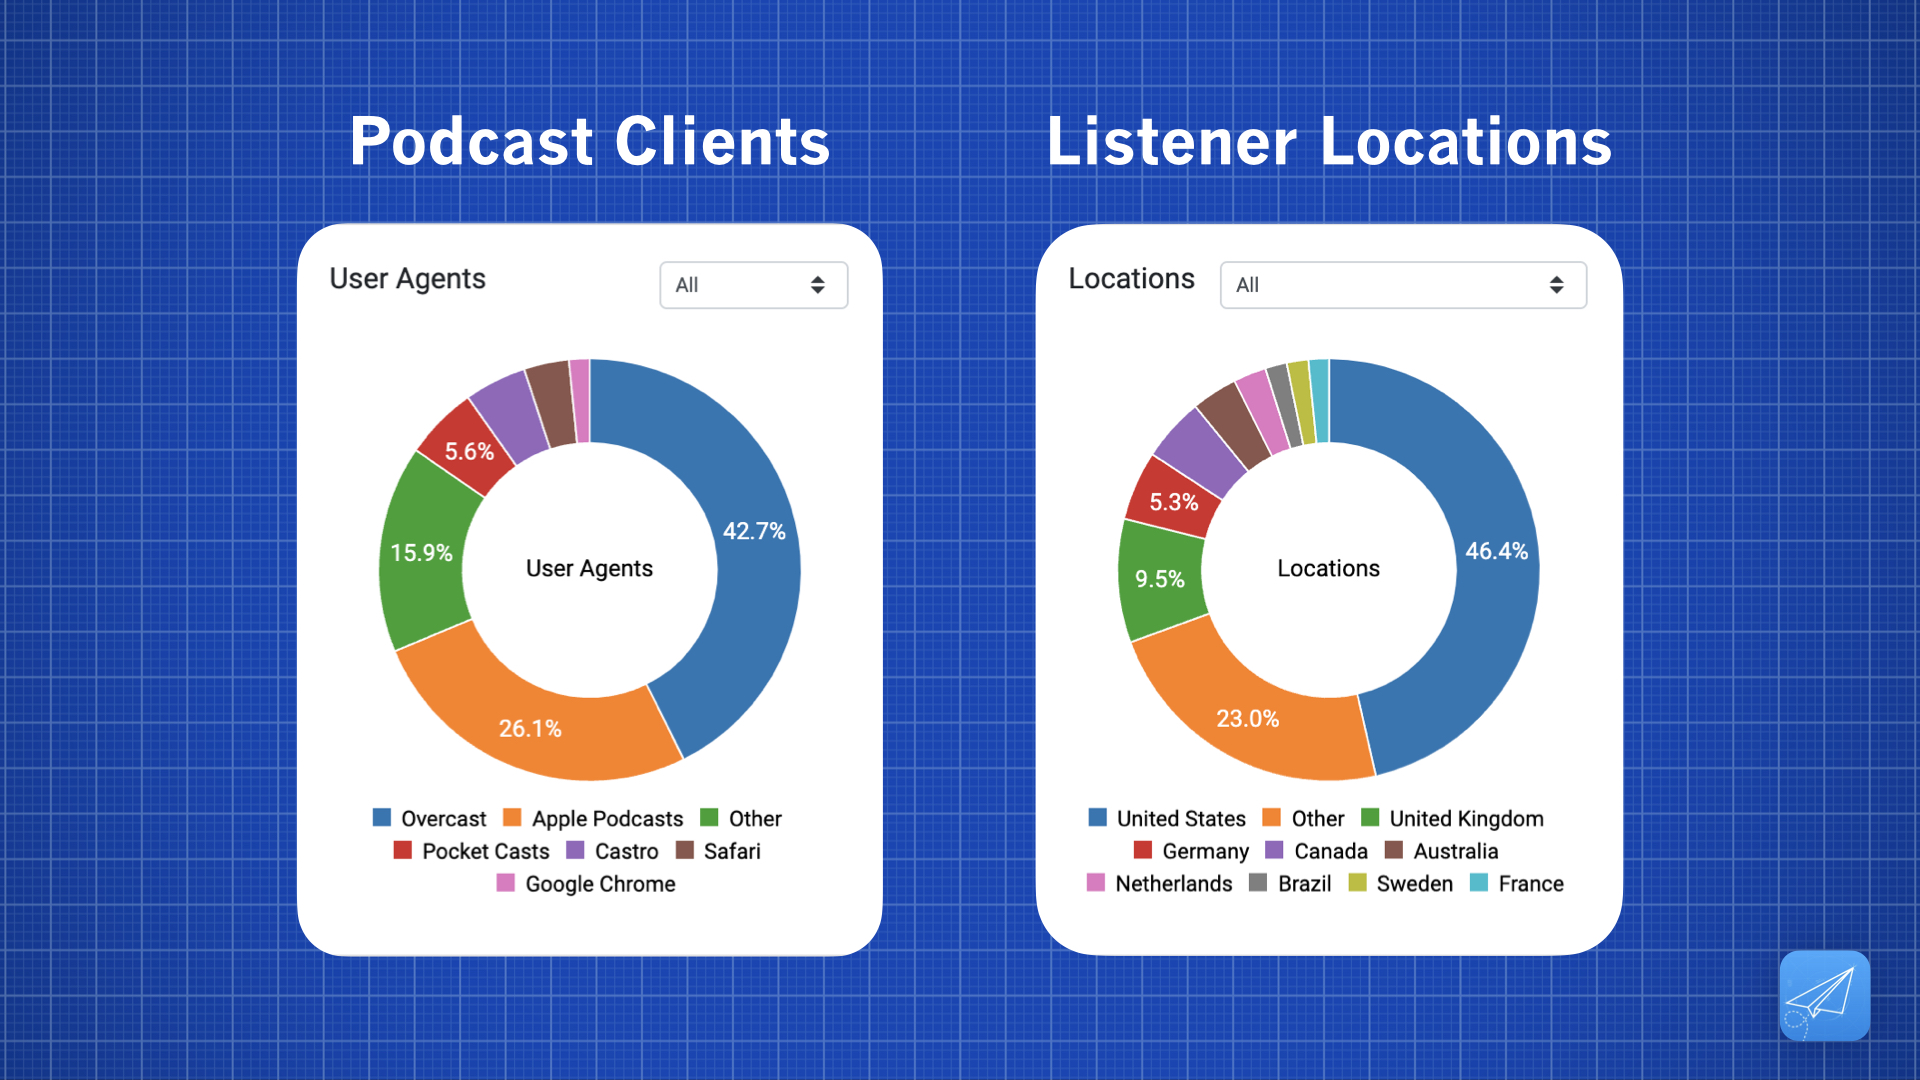 Podcast Clients
User Agents
All
42.7%
26.1%
15.9%
5.6%
User Agents
Overcast Apple Podcasts Other
Pocket Casts Castro Safari
Google Chrome
Listener Locations
Locations
All
46.4%
23.0%
9.5%
5.3%
Locations
United States Other United Kingdom
Germany Canada Australia
Netherlands Brazil Sweden France